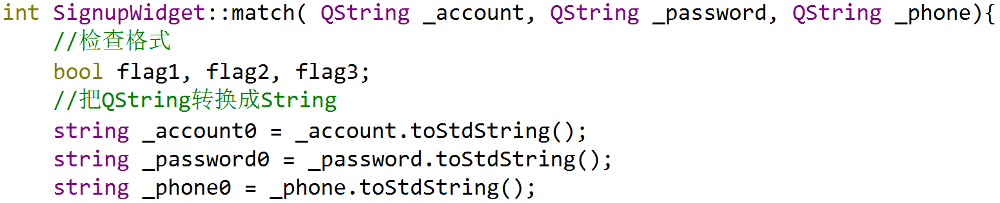 int SignupWidget::match( QString _account, QString _password, QString _phone){
    //检查格式
    bool flag1, flag2, flag3;
    //把QString转换成String
    string _account0 = _account.toStdString();
    string _password0 = _password.toStdString();
    string _phone0 = _phone.toStdString();